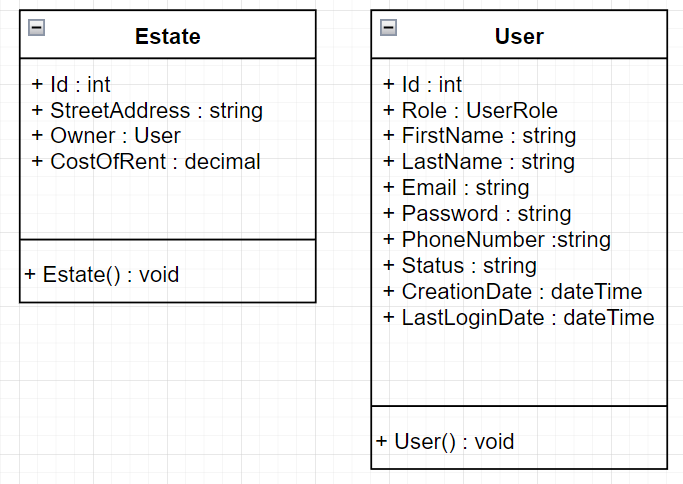 Estate
+ Id : int
+ StreetAddress : string
+ Owner : User
+ CostOfRent : decimal
+ Estate() : void
User
+ Id : int
+ Role : UserRole
+ FirstName : string
+ LastName : string
+ Email : string
+ Password : string
+ PhoneNumber :string
+ Status : string
+ CreationDate : dateTime
+ LastLoginDate : dateTime
+ User() : void